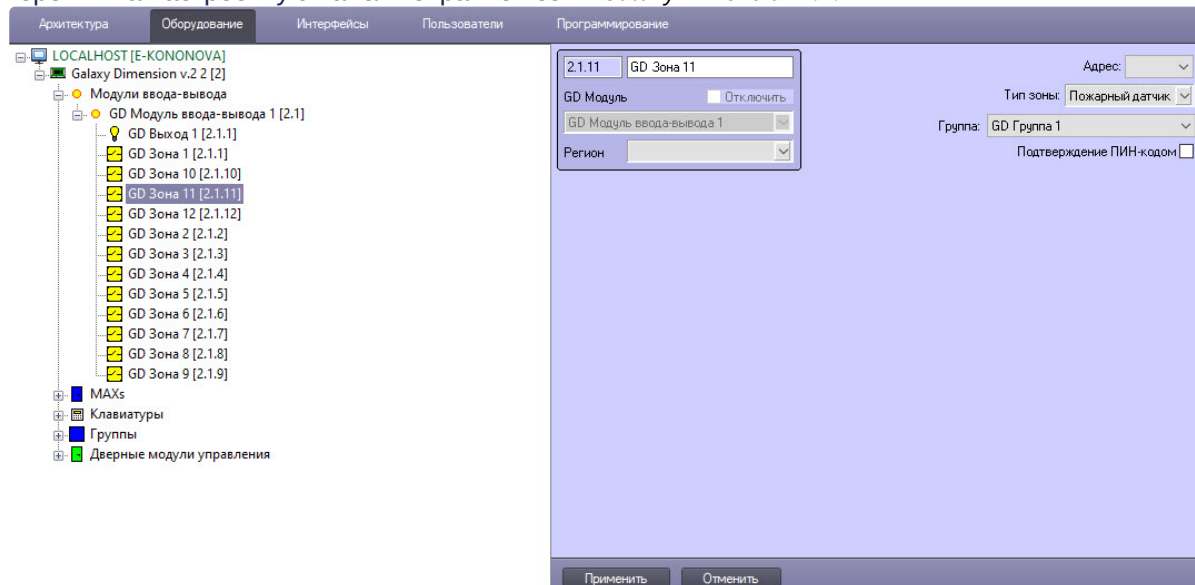 Архитектура Оборудование Интерфейсы Пользователи Программирование
LOCALHOST [E-KONONOVA]
Galaxy Dimension v.2 2 [2]
Модули ввода-вывода
GD Модуль ввода-вывода 1 [2.1]
GD Выход 1 [2.1.1]
GD Зона 1 [2.1.1]
GD Зона 10 [2.1.10]
GD Зона 11 [2.1.11]
GD Зона 12 [2.1.12]
GD Зона 2 [2.1.2]
GD Зона 3 [2.1.3]
GD Зона 4 [2.1.4]
GD Зона 5 [2.1.5]
GD Зона 6 [2.1.6]
GD Зона 7 [2.1.7]
GD Зона 8 [2.1.8]
GD Зона 9 [2.1.9]
MAXs
Клавиатуры
Группы
Дверные модули управления
2.1.11 GD Зона 11
GD Модуль Отключить
GD Модуль ввода-вывода 1
Регион
Адрес:
Тип зоны: Пожарный датчик
Группа: GD Группа 1
Подтверждение ПИН-кодом
Применить Отменить